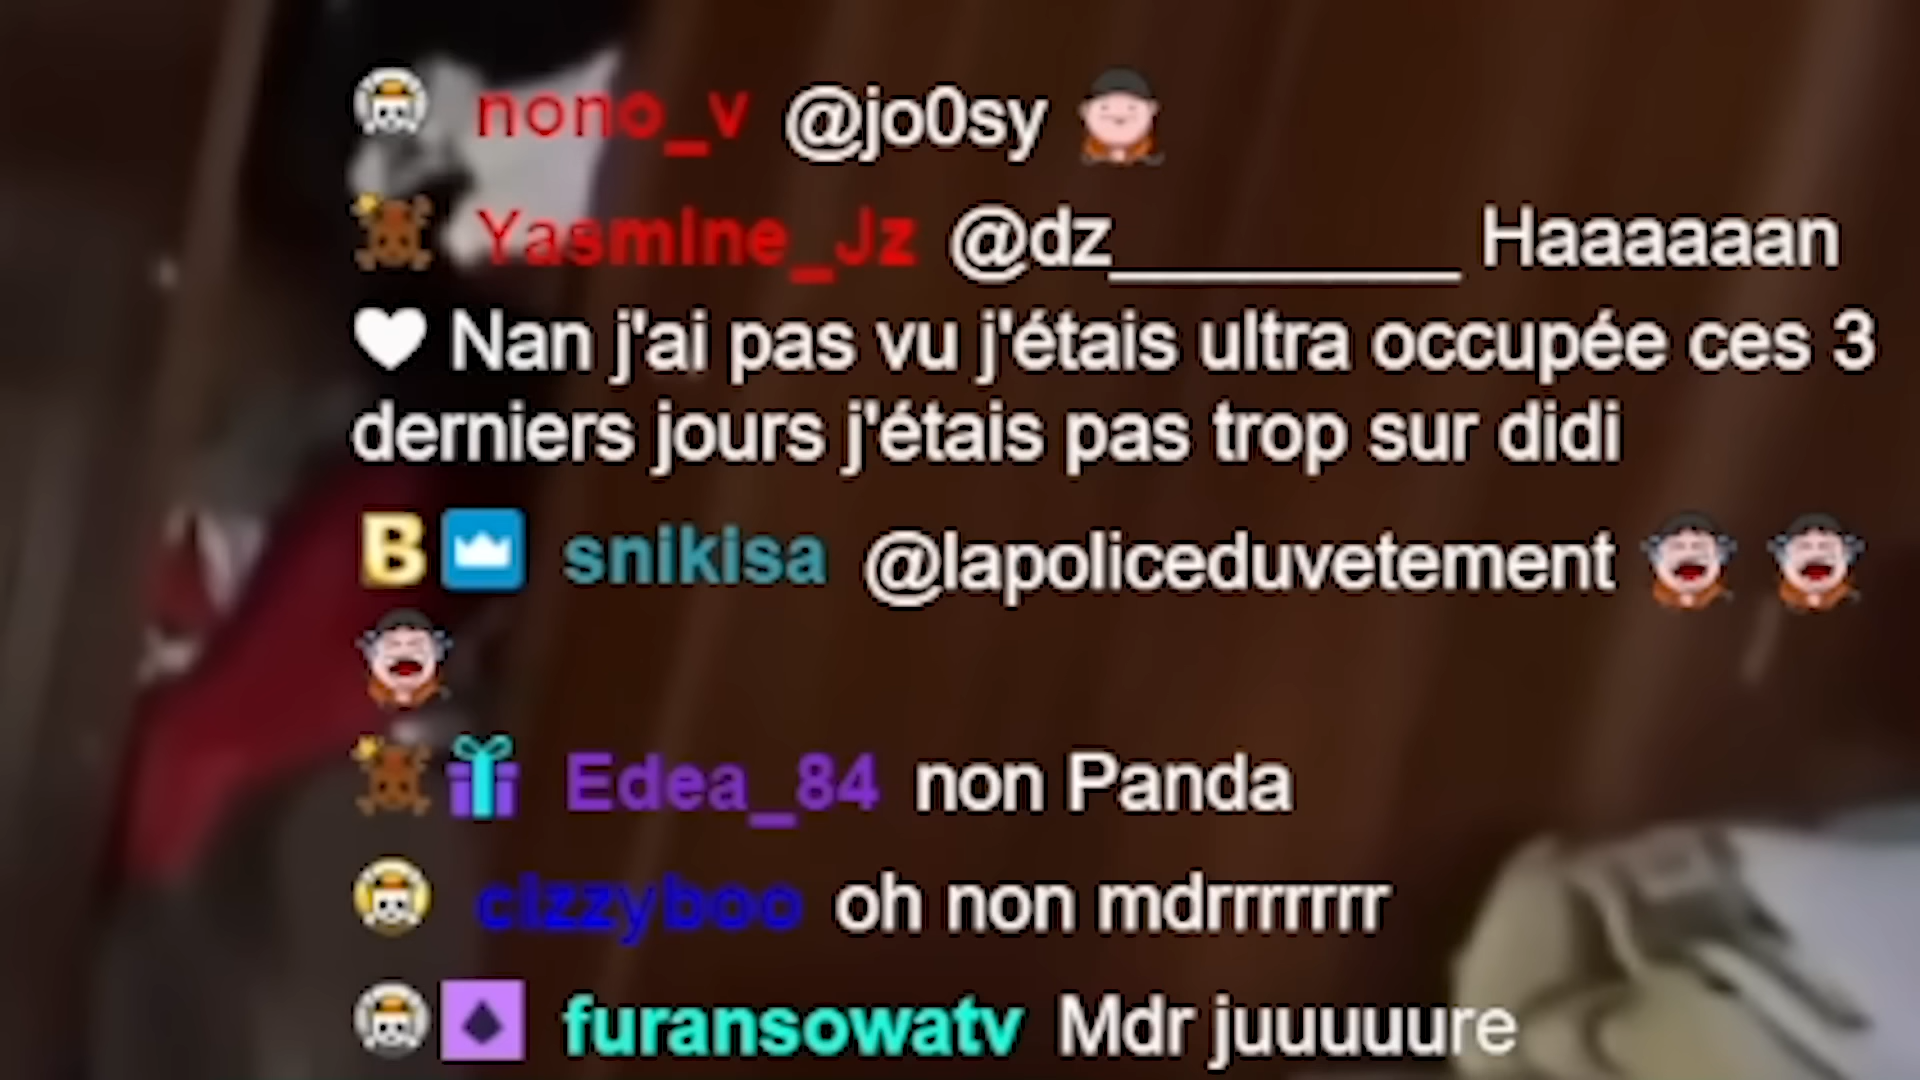 nono_v @jo0sy
Yasmine_Jz @dz_________ Haaaaaan
🤍 Nan j'ai pas vu j'étais ultra occupée ces 3
derniers jours j'étais pas trop sur didi
B snikisa @lapoliceduvetement
Edea_84 non Panda
cizzyboo oh non mdrrrrrrr
furansowatv Mdr juuuuure